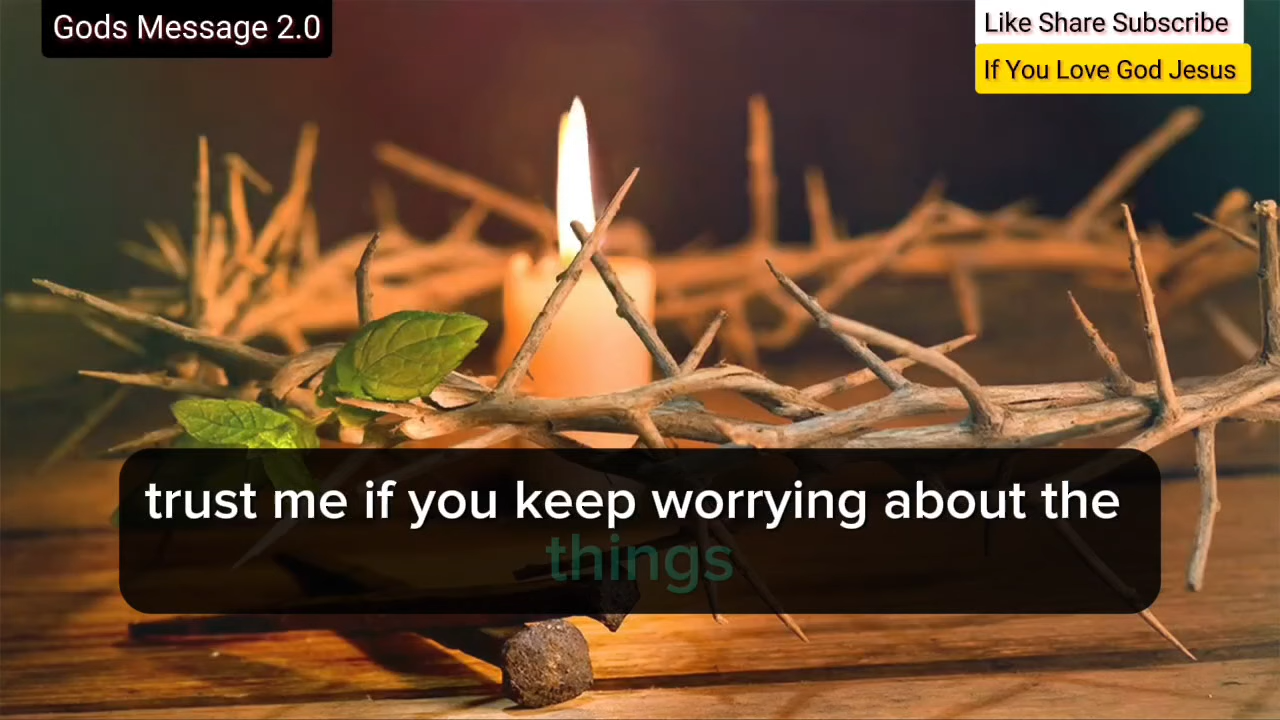 Gods Message 2.0
Like Share Subscribe
If You Love God Jesus
trust me if you keep worrying about the
things